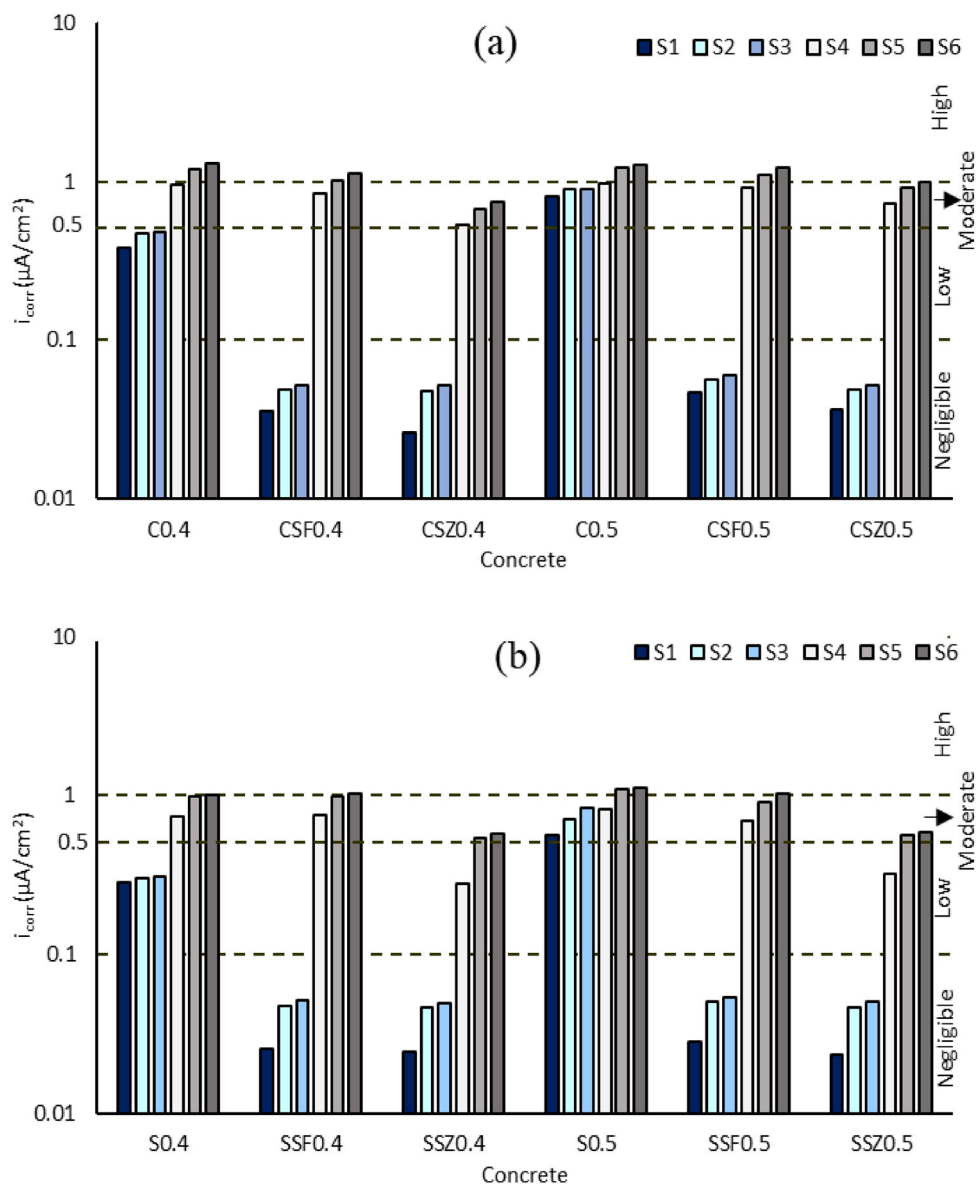 10
(a)
S1 S2 S3 S4 S5 S6
High
1
Moderate
0.5
i_corr (µA/cm²)
Low
0.1
Negligible
0.01
C0.4 CSF0.4 CSZ0.4 C0.5 CSF0.5 CSZ0.5
Concrete
10
(b)
S1 S2 S3 S4 S5 S6
High
1
Moderate
0.5
i_corr (µA/cm²)
Low
0.1
Negligible
0.01
S0.4 SSF0.4 SSZ0.4 S0.5 SSF0.5 SSZ0.5
Concrete